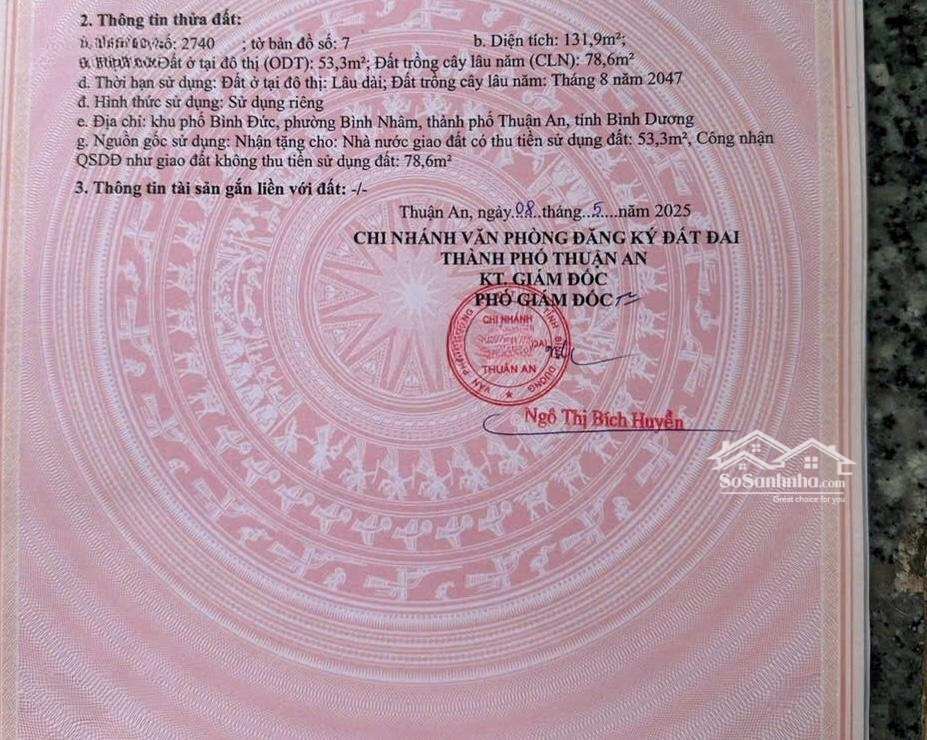 2. Thông tin thửa đất:
số: 2740 ; tờ bản đồ số: 7 b. Diện tích: 131,9m²;
Đất ở tại đô thị (ODT): 53,3m²; Đất trồng cây lâu năm (CLN): 78,6m²
d. Thời hạn sử dụng: Đất ở tại đô thị: Lâu dài; Đất trồng cây lâu năm: Tháng 8 năm 2047
đ. Hình thức sử dụng: Sử dụng riêng
e. Địa chỉ: khu phố Bình Đức, phường Bình Nhâm, thành phố Thuận An, tỉnh Bình Dương
g. Nguồn gốc sử dụng: Nhận tặng cho: Nhà nước giao đất có thu tiền sử dụng đất: 53,3m², Công nhận
QSDĐ như giao đất không thu tiền sử dụng đất: 78,6m²
3. Thông tin tài sản gắn liền với đất: -/-
Thuận An, ngày.08..tháng..5....năm 2025
CHI NHÁNH VĂN PHÒNG ĐĂNG KÝ ĐẤT ĐAI
THÀNH PHỐ THUẬN AN
KT. GIÁM ĐỐC
PHÓ GIÁM ĐỐC
CHI NHÁNH
THUẬN AN
Ngô Thị Bích Huyền
SoSanhnha.com
Great choice for you